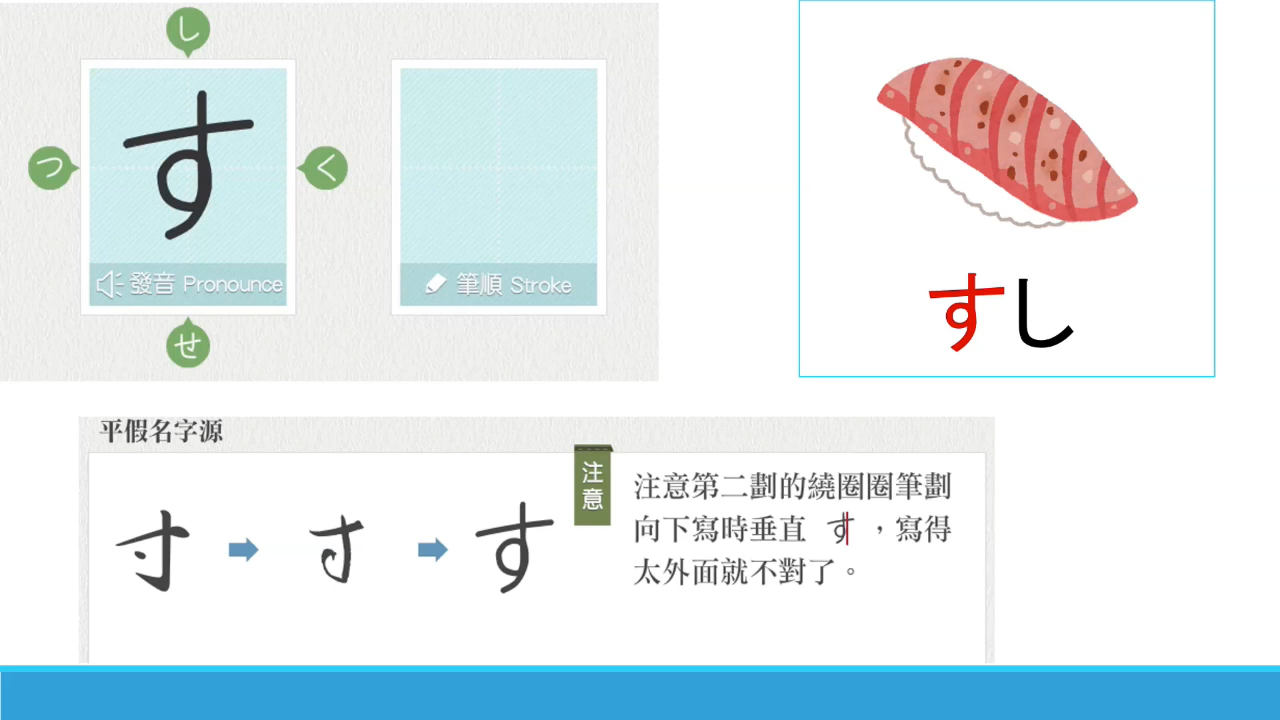 し
す
つ
く
發音 Pronounce
筆順 Stroke
せ
すし
平假名字源
寸
す
す
注意
注意第二劃的繞圈圈筆劃
向下寫時垂直 す ，寫得
太外面就不對了。